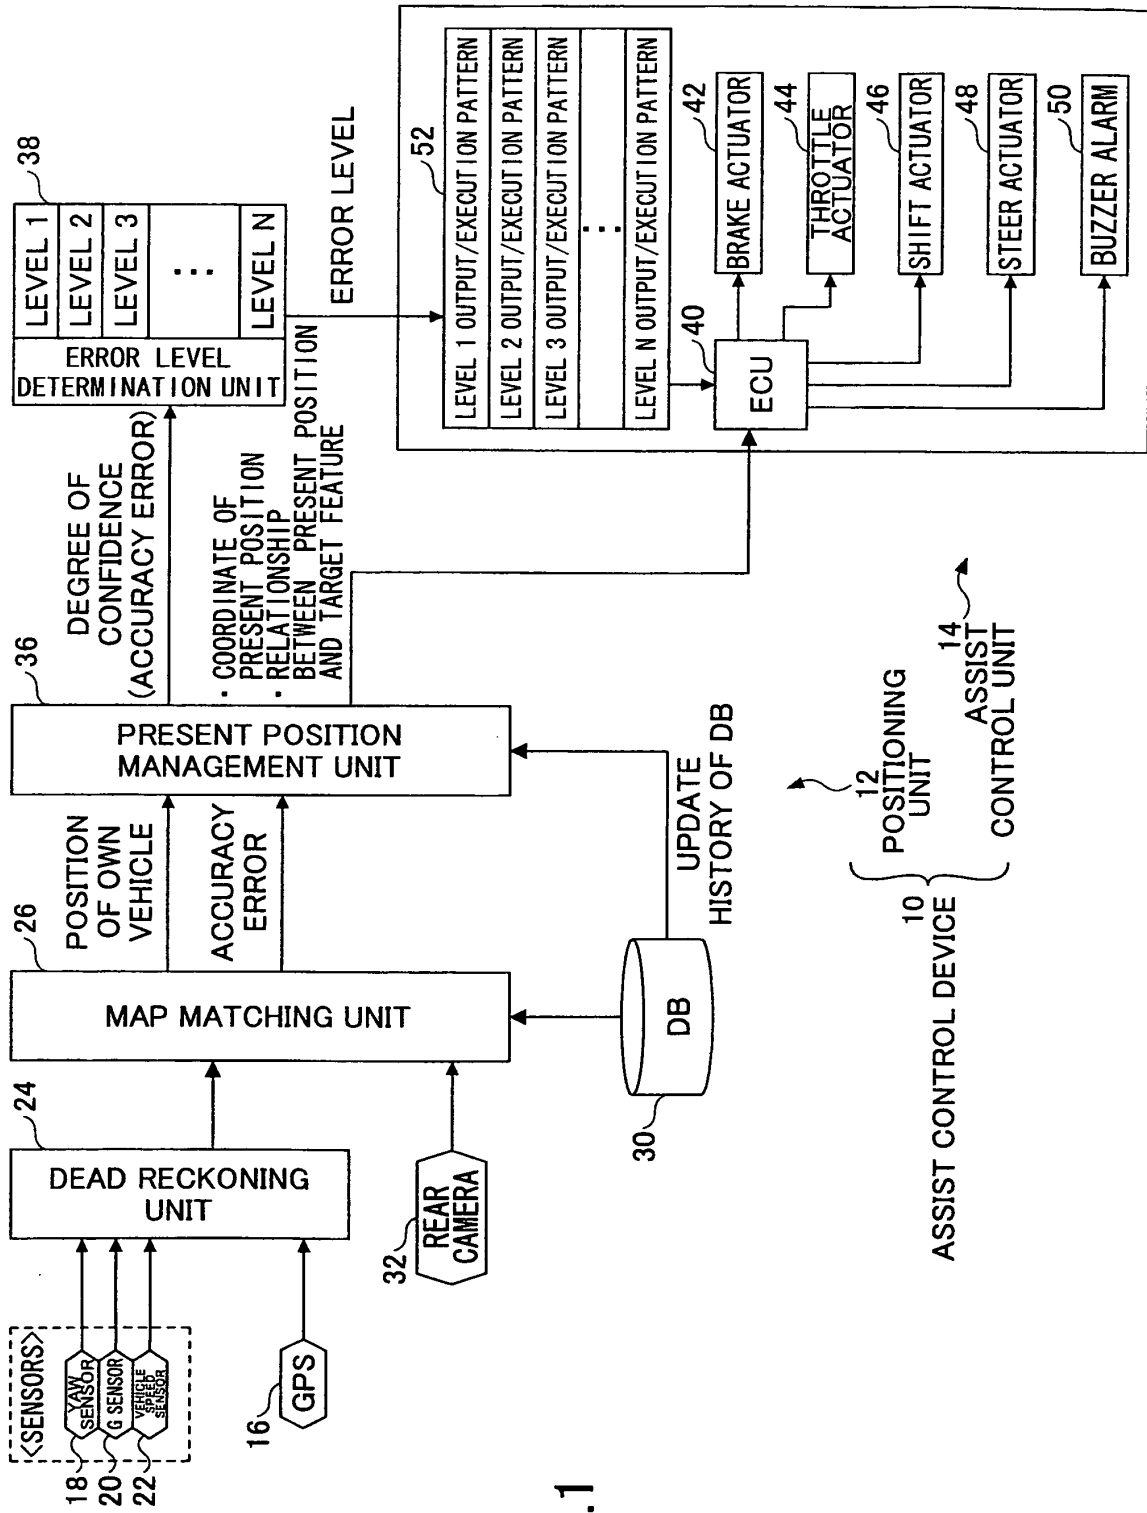 <SENSORS>
18
YAW
SENSOR
20
G SENSOR
22
VEHICLE
SPEED
SENSOR
16
GPS
24
DEAD RECKONING
UNIT
32
REAR
CAMERA
26
MAP MATCHING UNIT
30
DB
POSITION
OF OWN
VEHICLE
ACCURACY
ERROR
UPDATE
HISTORY OF DB
36
PRESENT POSITION
MANAGEMENT UNIT
DEGREE OF
CONFIDENCE
(ACCURACY ERROR)
· COORDINATE OF
PRESENT POSITION
· RELATIONSHIP
BETWEEN PRESENT POSITION
AND TARGET FEATURE
38
ERROR LEVEL
DETERMINATION UNIT
LEVEL 1
LEVEL 2
LEVEL 3
...
LEVEL N
ERROR LEVEL
52
LEVEL 1 OUTPUT/EXECUTION PATTERN
LEVEL 2 OUTPUT/EXECUTION PATTERN
LEVEL 3 OUTPUT/EXECUTION PATTERN
...
LEVEL N OUTPUT/EXECUTION PATTERN
40
ECU
42
BRAKE ACTUATOR
44
THROTTLE
ACTUATOR
46
SHIFT ACTUATOR
48
STEER ACTUATOR
50
BUZZER ALARM
10
ASSIST CONTROL DEVICE
12
POSITIONING
UNIT
14
ASSIST
CONTROL UNIT
.1